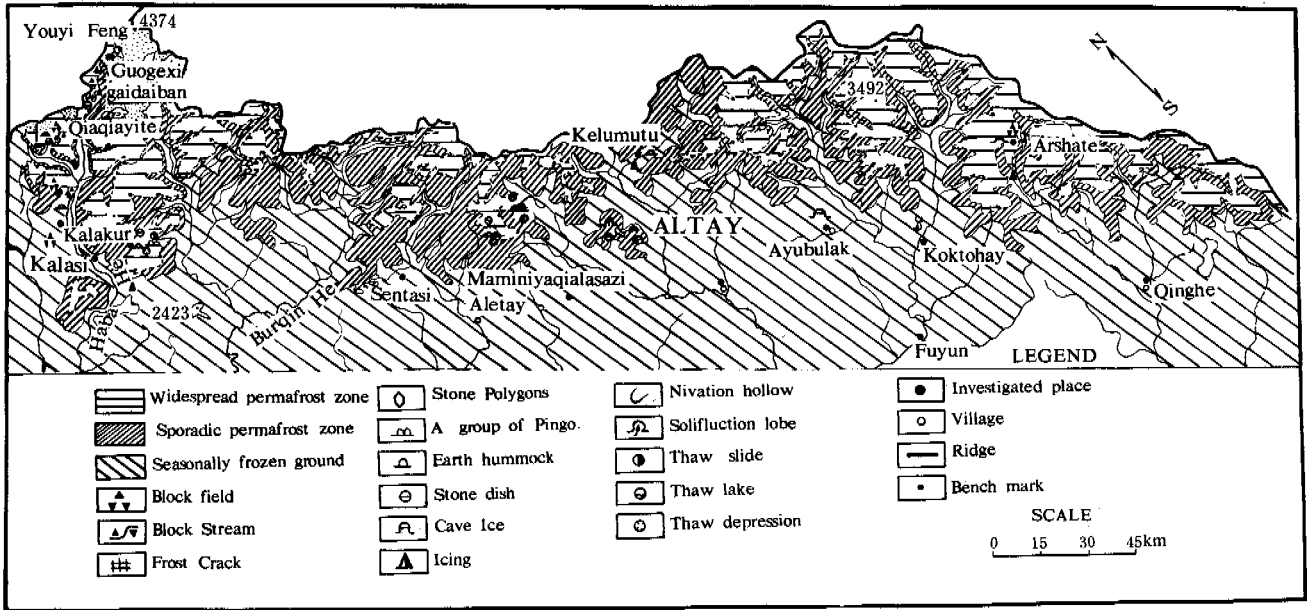 4374
Youyi Feng
Guogexi
gaidaiban
Qiaqiayite
Kalakur
Kalasi
Haba He
2423
Burqin He
Sentasi
Aletay
Maminiyaqialasazi
Kelumutu
ALTAY
3492
Ayubulak
Koktohay
Fuyun
Arshate
Qinghe
N
S
LEGEND
Widespread permafrost zone
Sporadic permafrost zone
Seasonally frozen ground
Block field
Block Stream
Frost Crack
Stone Polygons
A group of Pingo.
Earth hummock
Stone dish
Cave Ice
Icing
Nivation hollow
Solifluction lobe
Thaw slide
Thaw lake
Thaw depression
Investigated place
Village
Ridge
Bench mark
SCALE
0 15 30 45km